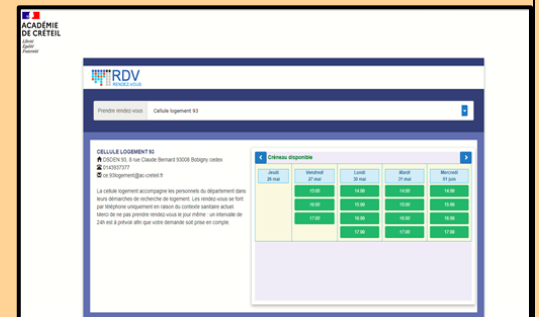 ACADÉMIE
DE CRÉTEIL
Liberté
Égalité
Fraternité
RDV
RENDEZ-VOUS
Prendre rendez-vous Cellule logement 93
CELLULE LOGEMENT 93
DSDEN 93, 8 rue Claude Bernard 93008 Bobigny cedex
0143937377
ce.93logement@ac-creteil.fr
La cellule logement accompagne les personnels du département dans
leurs démarches de recherche de logement. Les rendez-vous se font
par téléphone uniquement en raison du contexte sanitaire actuel.
Merci de ne pas prendre rendez-vous le jour même : un intervalle de
24h est à prévoir afin que votre demande soit prise en compte.
Créneau disponible
Jeudi Vendredi Lundi Mardi Mercredi
26 mai 27 mai 30 mai 31 mai 01 juin
15:00 14:00 14:00 14:00
16:00 15:00 15:00 15:00
17:00 16:00 16:00 16:00
17:00 17:00 17:00